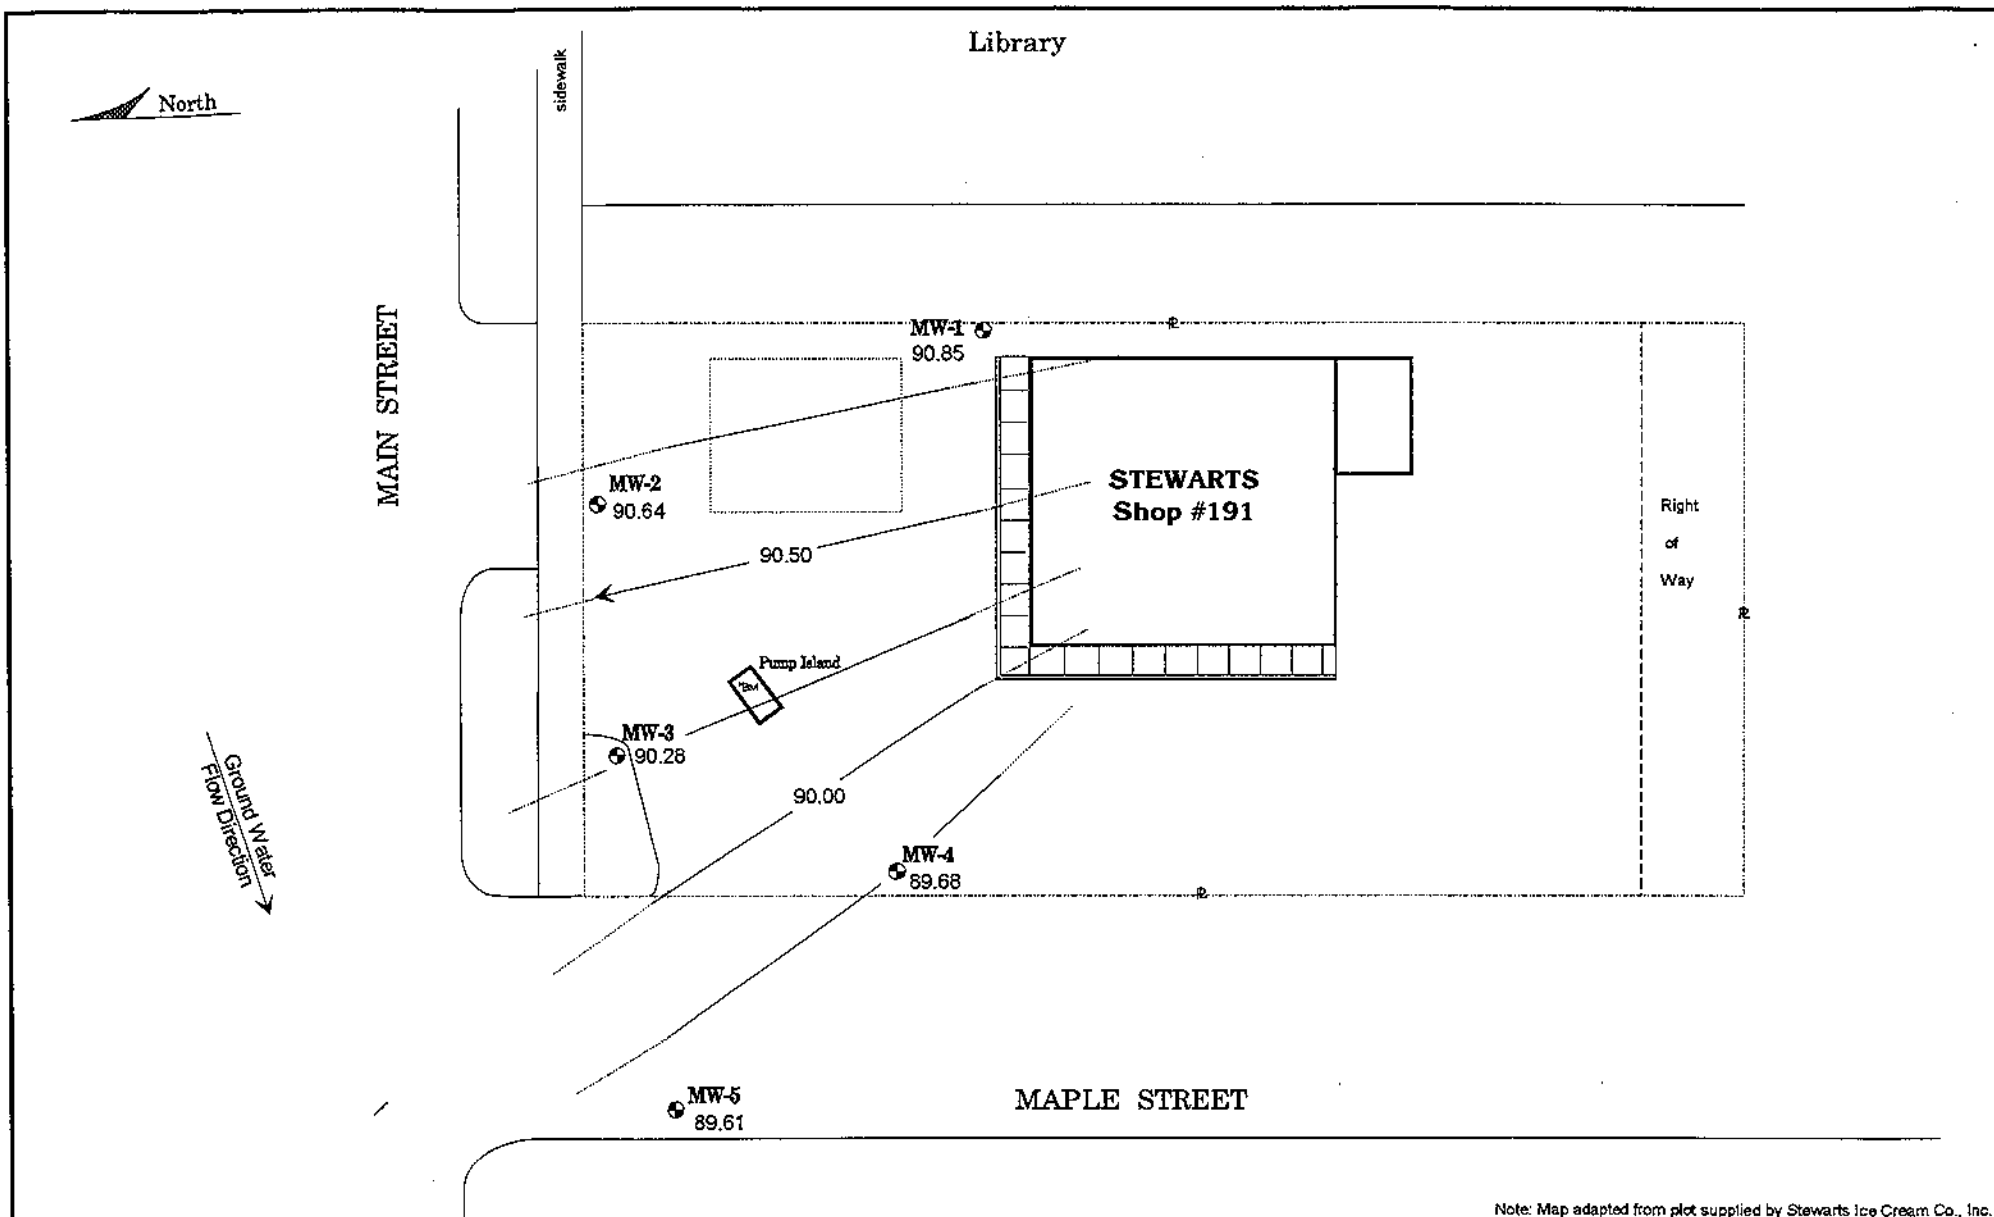 Library
sidewalk
North
MAIN STREET
MW-1
90.85
STEWARTS
Shop #191
MW-2
90.64
Right
of
Way
90.50
Pump Island
BM
MW-3
90.28
Ground Water
Flow Direction
90.00
MW-4
89.68
MW-5
89.61
MAPLE STREET
Note: Map adapted from plot supplied by Stewarts Ice Cream Co., Inc.